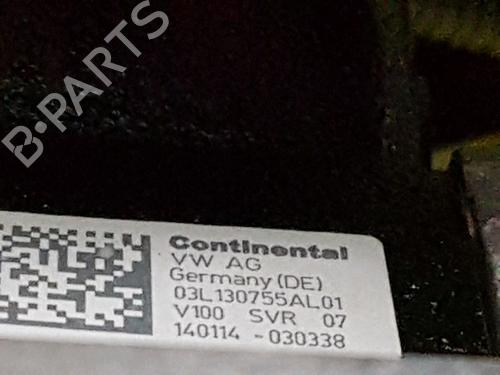 B-PARTS
Continental
VW AG
Germany (DE)
03L130755AL01
V100 SVR 07
140114 -030338